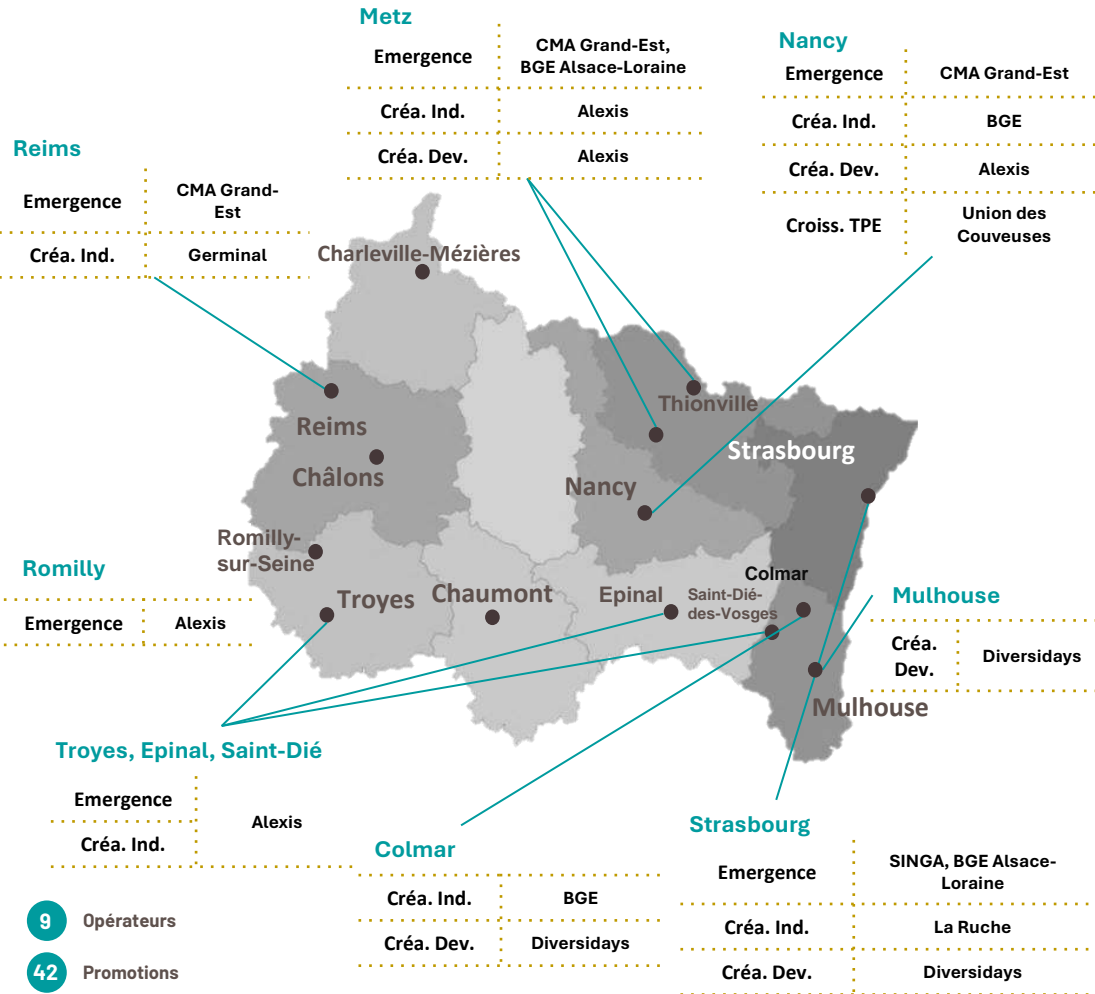 Metz
Emergence
CMA Grand-Est,
BGE Alsace-Loraine
Créa. Ind.
Alexis
Créa. Dev.
Alexis
Nancy
Emergence
CMA Grand-Est
Créa. Ind.
BGE
Créa. Dev.
Alexis
Croiss. TPE
Union des
Couveuses
Reims
Emergence
CMA Grand-
Est
Créa. Ind.
Germinal
Charleville-Mézières
Thionville
Reims
Strasbourg
Châlons
Nancy
Romilly-
sur-Seine
Colmar
Troyes
Chaumont
Epinal
Saint-Dié-
des-Vosges
Mulhouse
Romilly
Emergence
Alexis
Mulhouse
Créa.
Dev.
Diversidays
Troyes, Epinal, Saint-Dié
Emergence
Créa. Ind.
Alexis
Colmar
Créa. Ind.
BGE
Créa. Dev.
Diversidays
Strasbourg
Emergence
SINGA, BGE Alsace-
Loraine
Créa. Ind.
La Ruche
Créa. Dev.
Diversidays
9 Opérateurs
42 Promotions